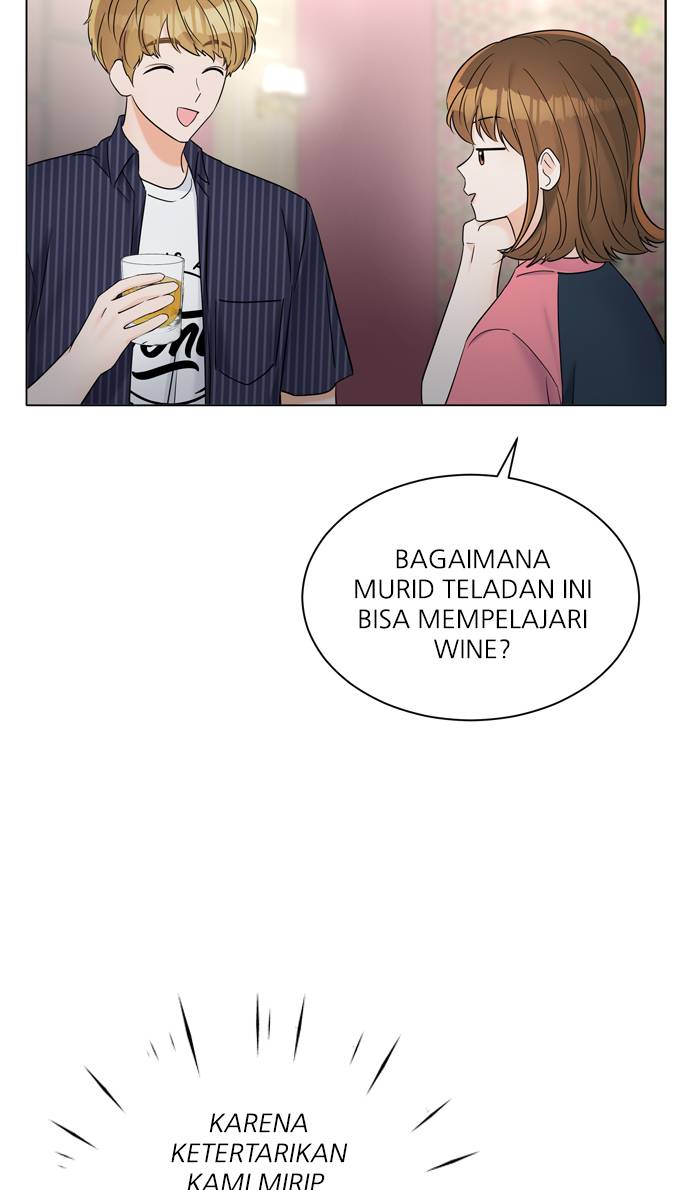 BAGAIMANA
MURID TELADAN INI
BISA MEMPELAJARI
WINE?
KARENA
KETERTARIKAN
KAMI MIRIP